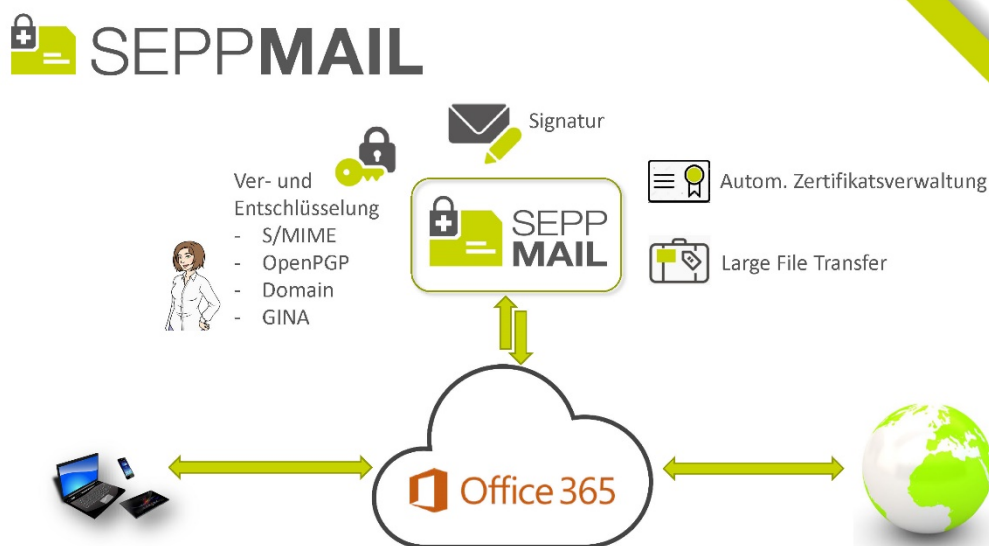 SEPPMAIL
Signatur
Ver- und
Entschlüsselung
- S/MIME
- OpenPGP
- Domain
- GINA
SEPP
MAIL
Autom. Zertifikatsverwaltung
Large File Transfer
Office 365